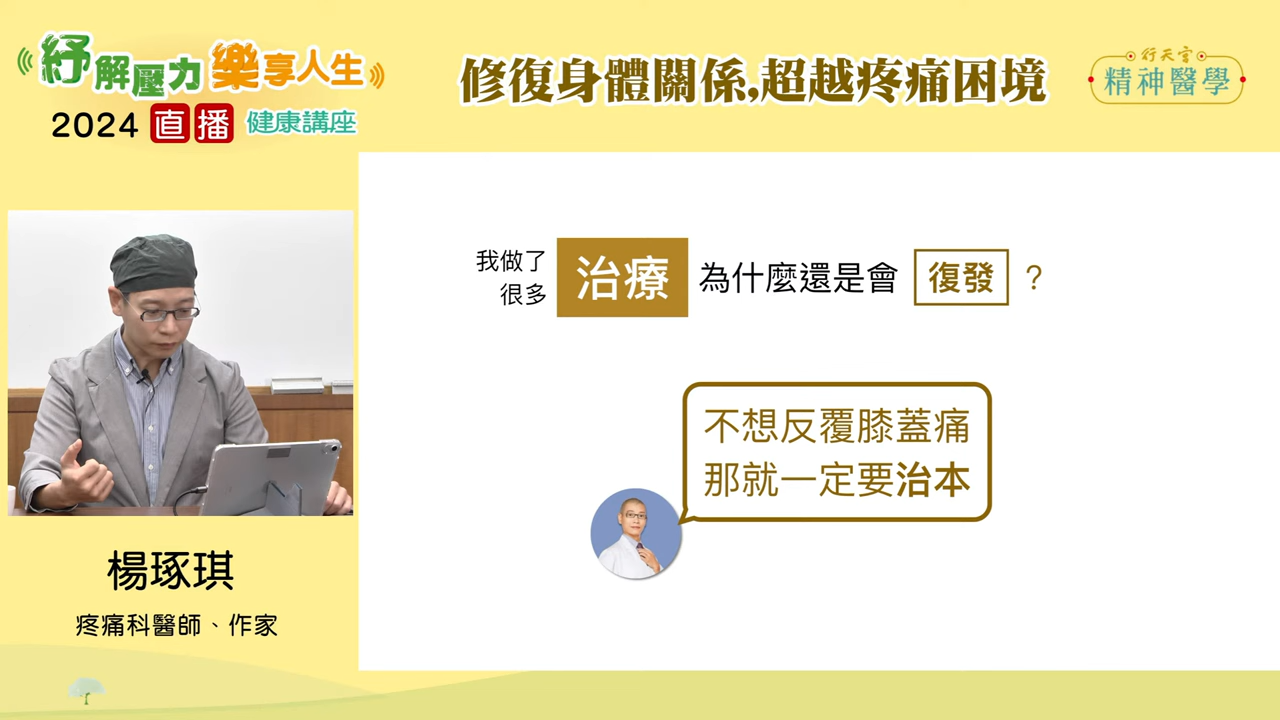 紓解壓力 樂享人生
2024 直播 健康講座
修復身體關係,超越疼痛困境
行天宮
精神醫學
我做了
很多
治療 為什麼還是會 復發 ?
不想反覆膝蓋痛
那就一定要治本
楊琢琪
疼痛科醫師、作家